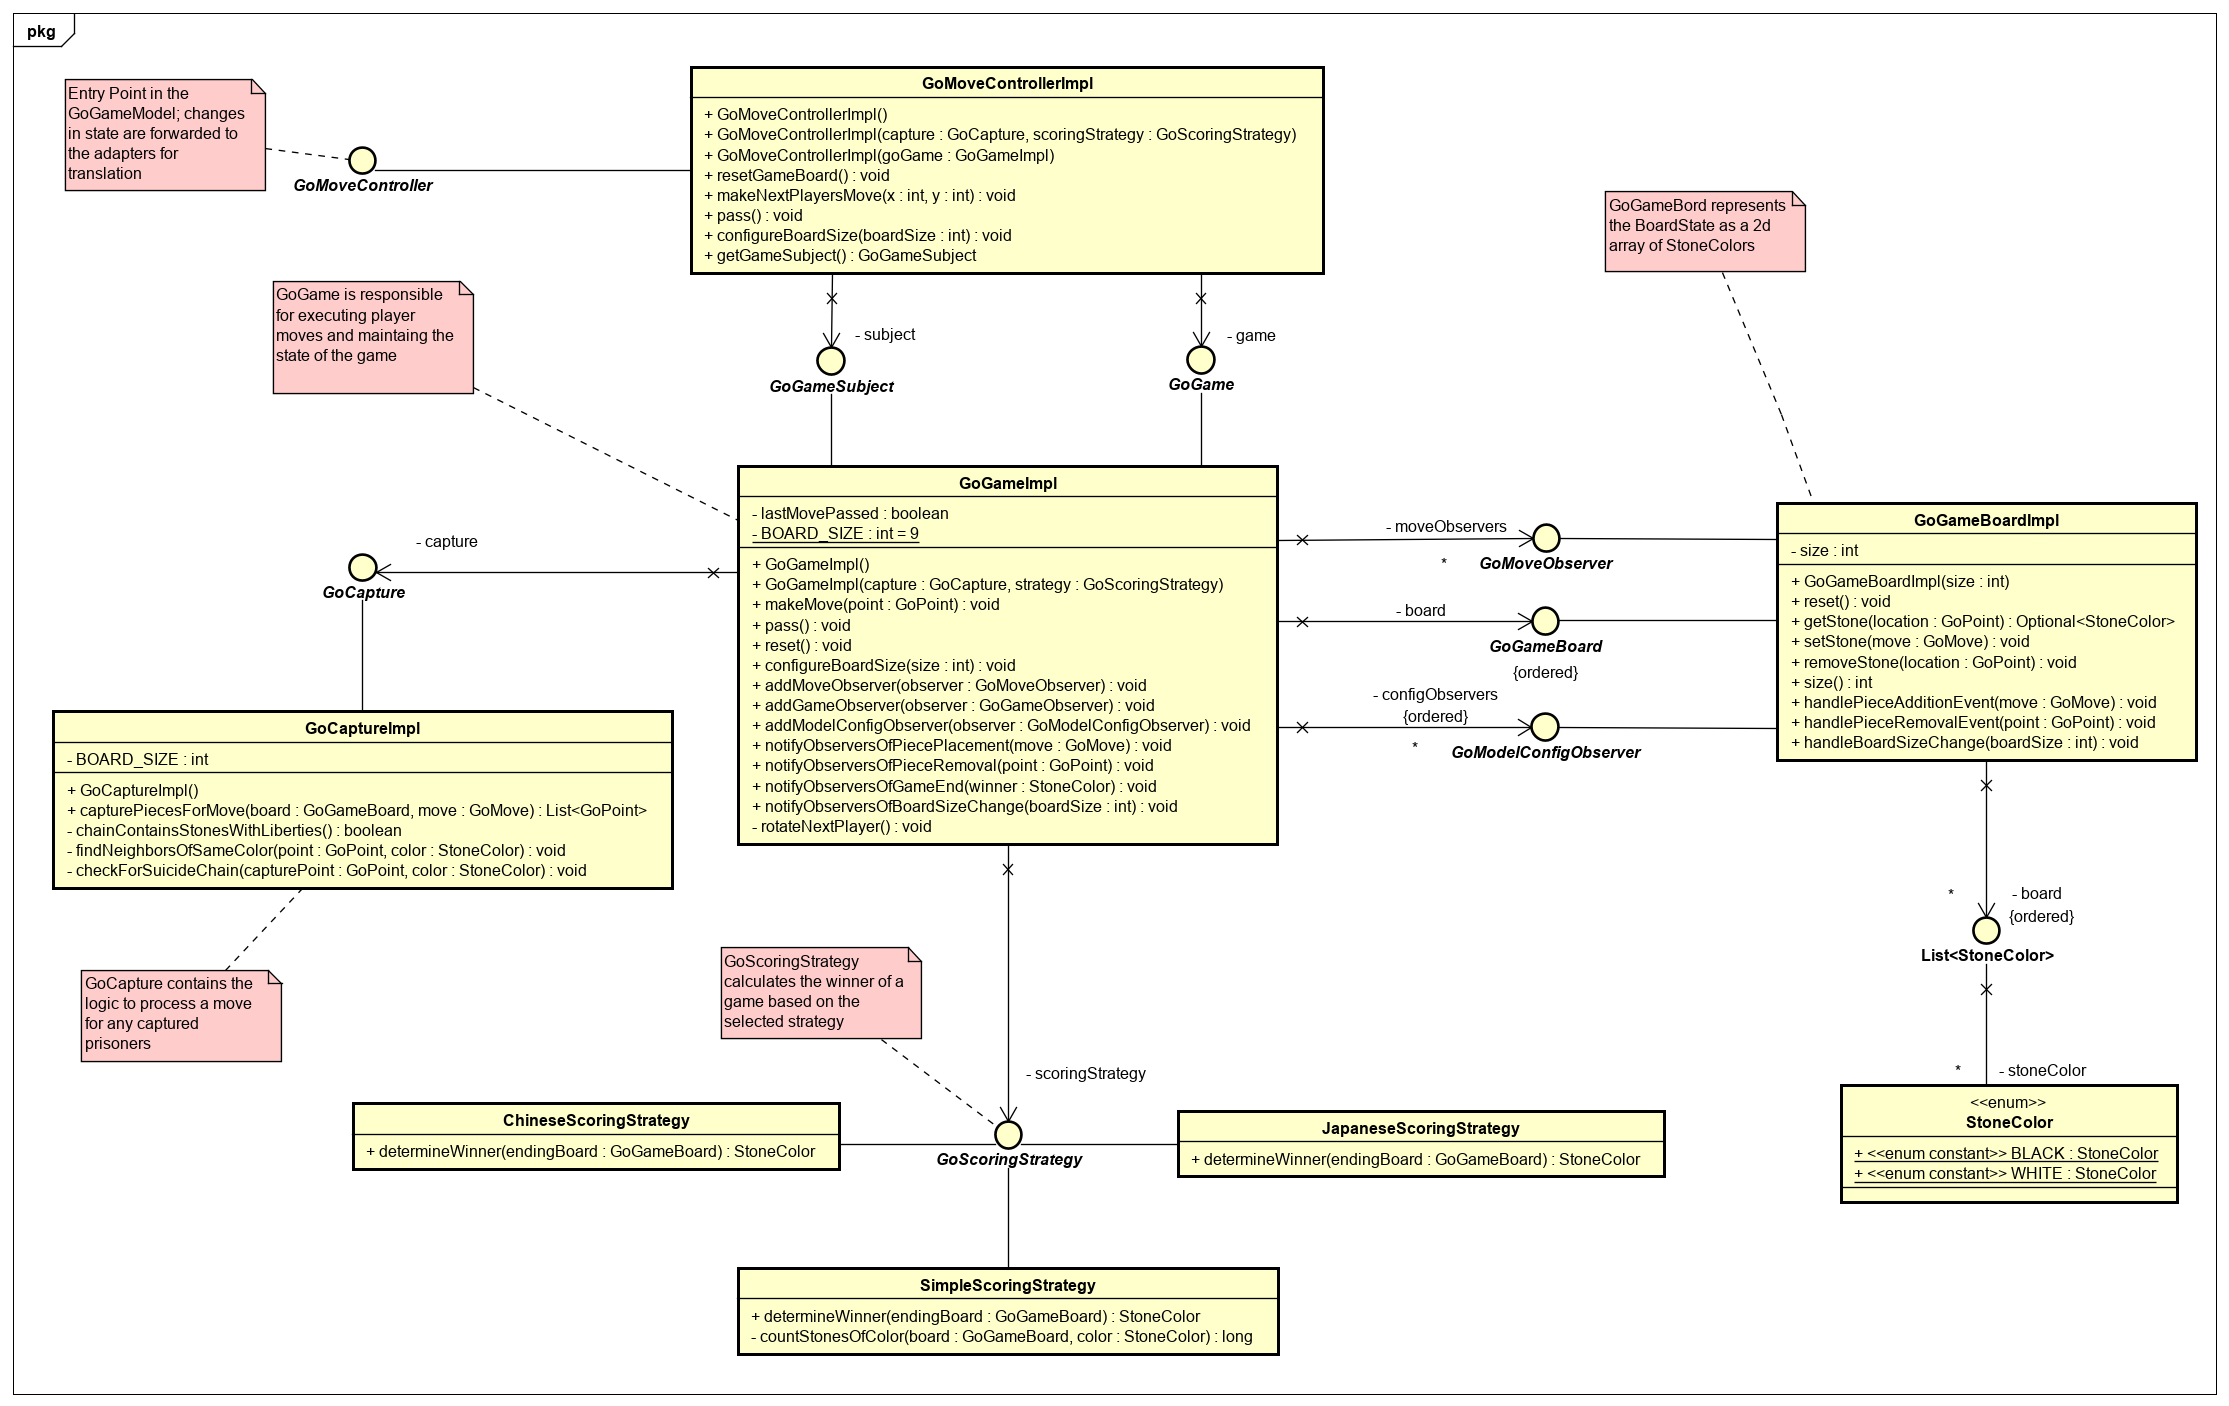 pkg
Entry Point in the
GoGameModel; changes
in state are forwarded to
the adapters for
translation
GoMoveController
GoMoveControllerImpl
+ GoMoveControllerImpl()
+ GoMoveControllerImpl(capture : GoCapture, scoringStrategy : GoScoringStrategy)
+ GoMoveControllerImpl(goGame : GoGameImpl)
+ resetGameBoard() : void
+ makeNextPlayersMove(x : int, y : int) : void
+ pass() : void
+ configureBoardSize(boardSize : int) : void
+ getGameSubject() : GoGameSubject
GoGameBord represents
the BoardState as a 2d
array of StoneColors
GoGame is responsible
for executing player
moves and maintaing the
state of the game
- subject
- game
GoGameSubject
GoGame
GoGameImpl
- lastMovePassed : boolean
- BOARD_SIZE : int = 9
+ GoGameImpl()
+ GoGameImpl(capture : GoCapture, strategy : GoScoringStrategy)
+ makeMove(point : GoPoint) : void
+ pass() : void
+ reset() : void
+ configureBoardSize(size : int) : void
+ addMoveObserver(observer : GoMoveObserver) : void
+ addGameObserver(observer : GoGameObserver) : void
+ addModelConfigObserver(observer : GoModelConfigObserver) : void
+ notifyObserversOfPiecePlacement(move : GoMove) : void
+ notifyObserversOfPieceRemoval(point : GoPoint) : void
+ notifyObserversOfGameEnd(winner : StoneColor) : void
+ notifyObserversOfBoardSizeChange(boardSize : int) : void
- rotateNextPlayer() : void
- capture
GoCapture
- moveObservers
*
GoMoveObserver
- board
GoGameBoard
{ordered}
- configObservers
{ordered}
*
GoModelConfigObserver
GoGameBoardImpl
- size : int
+ GoGameBoardImpl(size : int)
+ reset() : void
+ getStone(location : GoPoint) : Optional<StoneColor>
+ setStone(move : GoMove) : void
+ removeStone(location : GoPoint) : void
+ size() : int
+ handlePieceAdditionEvent(move : GoMove) : void
+ handlePieceRemovalEvent(point : GoPoint) : void
+ handleBoardSizeChange(boardSize : int) : void
GoCaptureImpl
- BOARD_SIZE : int
+ GoCaptureImpl()
+ capturePiecesForMove(board : GoGameBoard, move : GoMove) : List<GoPoint>
- chainContainsStonesWithLiberties() : boolean
- findNeighborsOfSameColor(point : GoPoint, color : StoneColor) : void
- checkForSuicideChain(capturePoint : GoPoint, color : StoneColor) : void
GoCapture contains the
logic to process a move
for any captured
prisoners
GoScoringStrategy
calculates the winner of a
game based on the
selected strategy
*
- board
{ordered}
List<StoneColor>
*
- stoneColor
<<enum>>
StoneColor
+ <<enum constant>> BLACK : StoneColor
+ <<enum constant>> WHITE : StoneColor
- scoringStrategy
GoScoringStrategy
ChineseScoringStrategy
+ determineWinner(endingBoard : GoGameBoard) : StoneColor
JapaneseScoringStrategy
+ determineWinner(endingBoard : GoGameBoard) : StoneColor
SimpleScoringStrategy
+ determineWinner(endingBoard : GoGameBoard) : StoneColor
- countStonesOfColor(board : GoGameBoard, color : StoneColor) : long